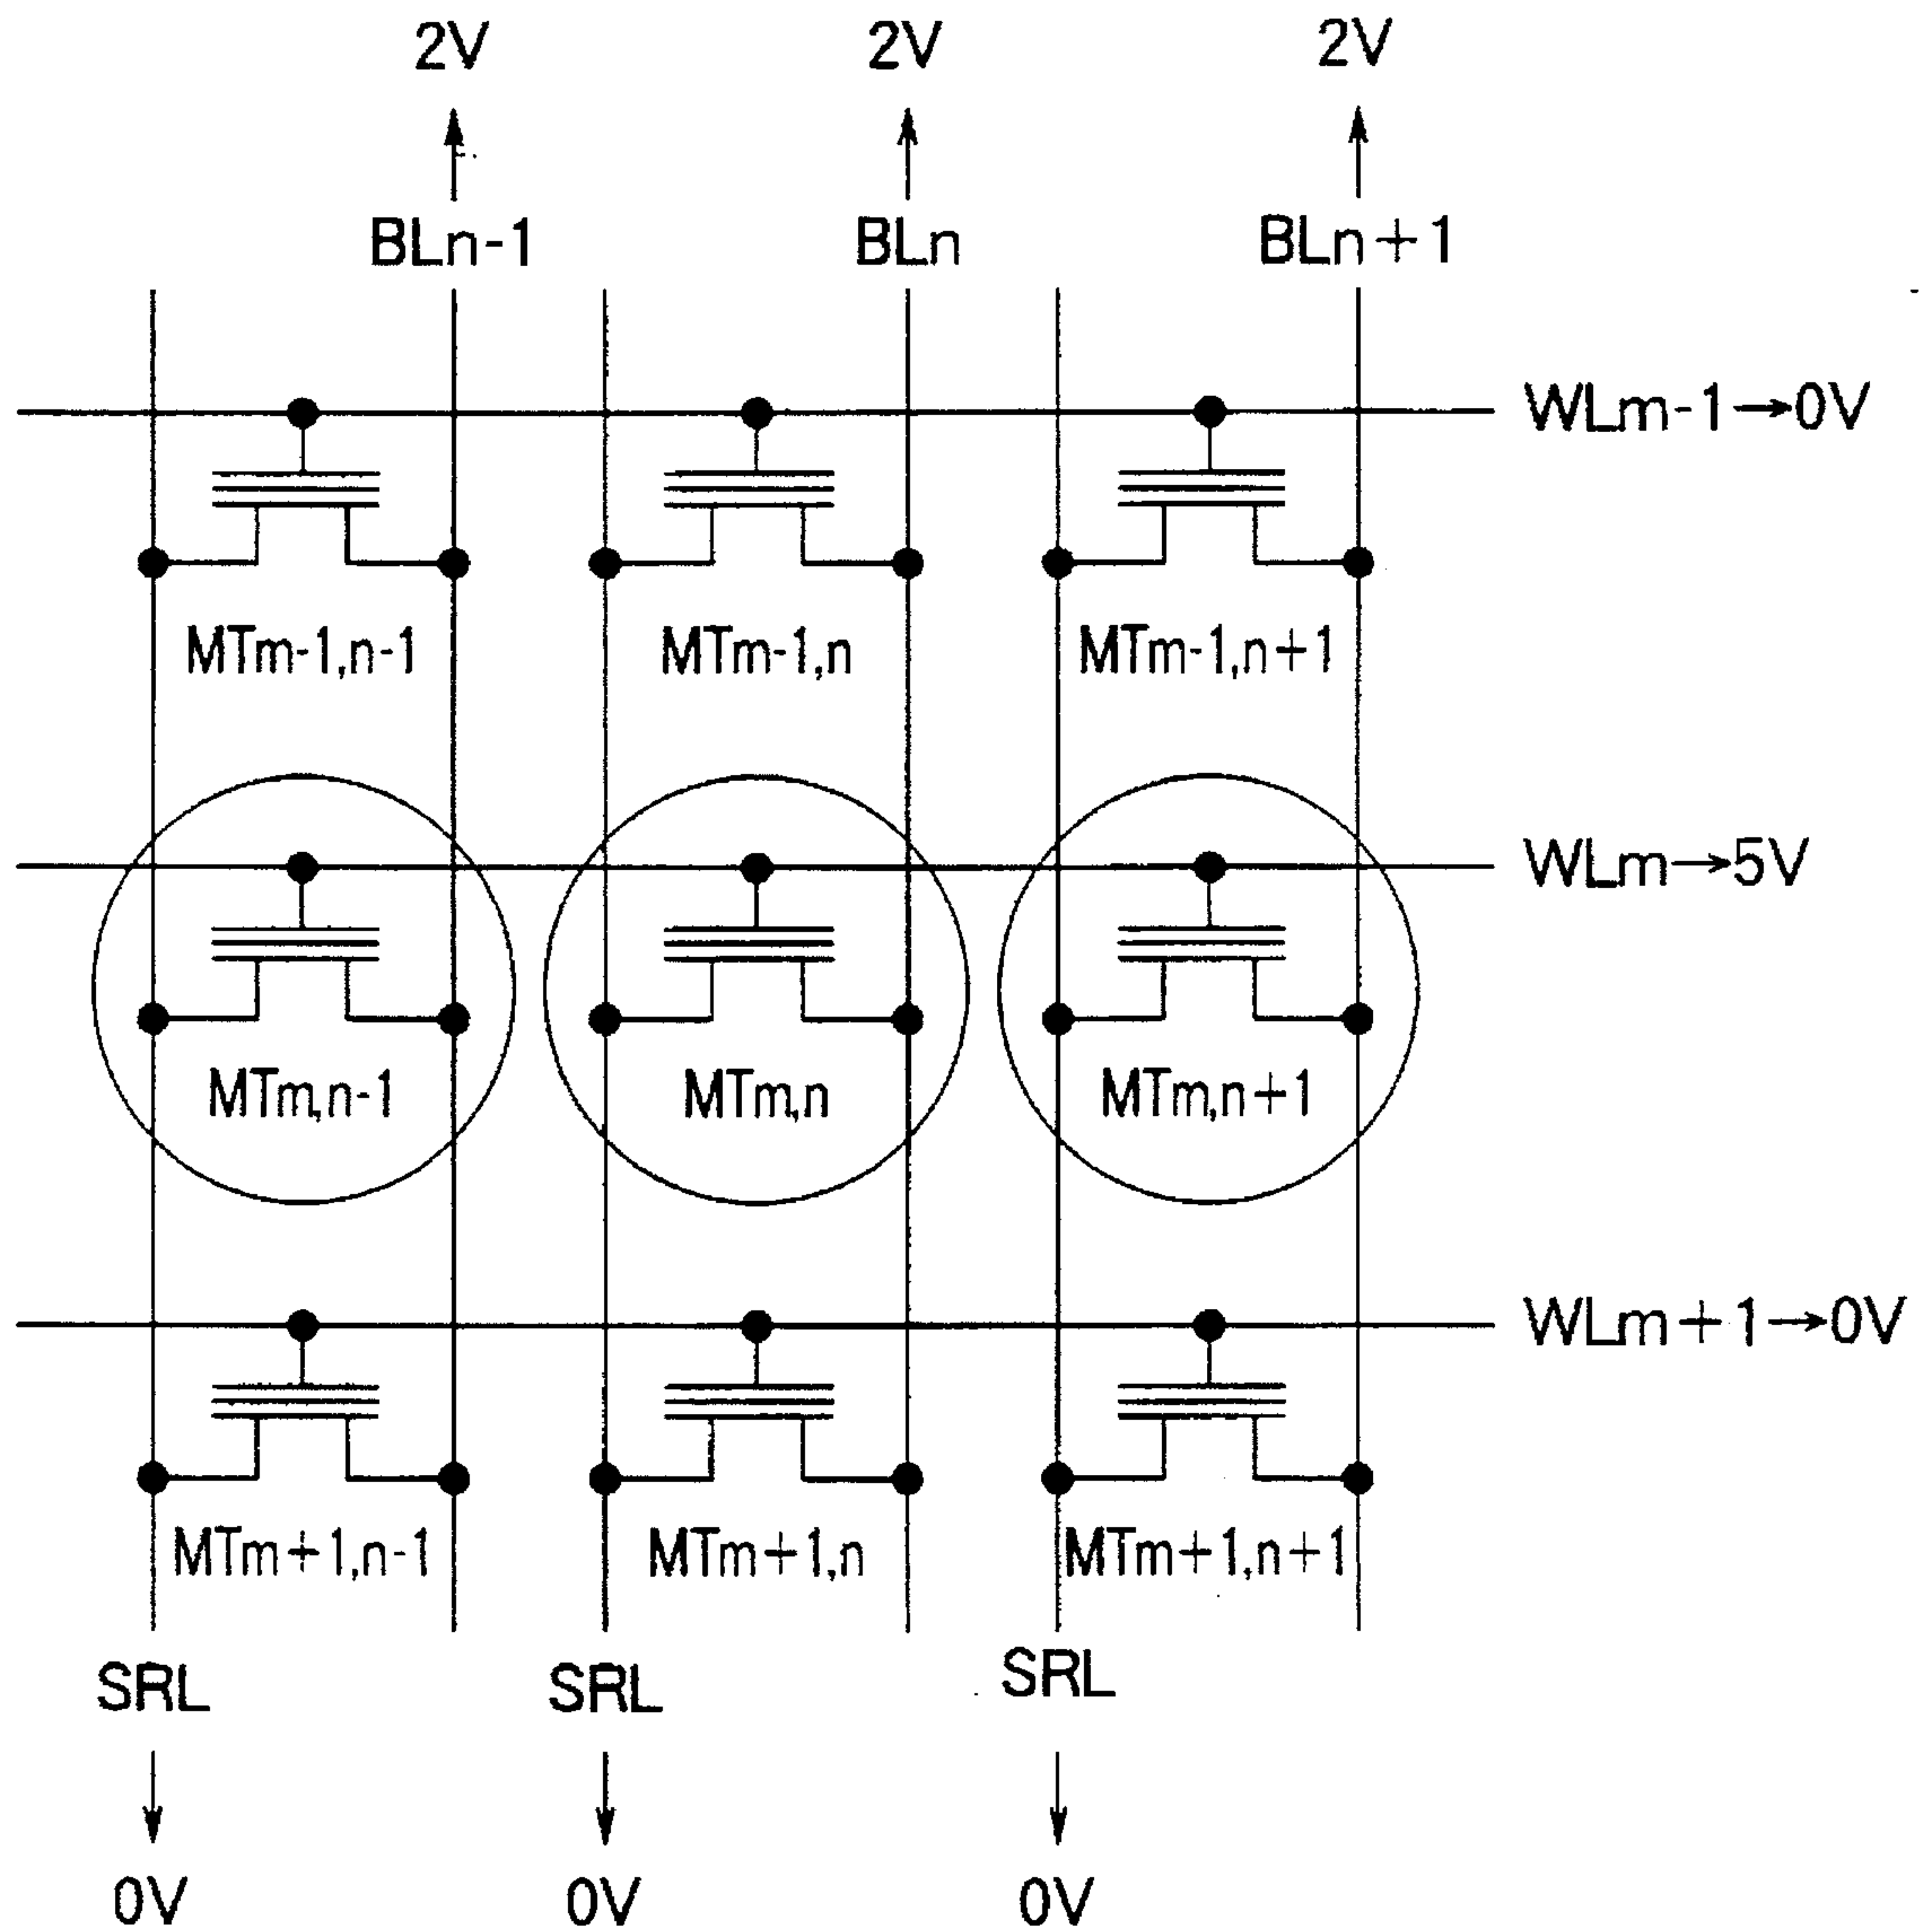 2V 2V 2V
BLn-1 BLn BLn+1
WLm-1→0V
MTm-1,n-1 MTm-1,n MTm-1,n+1
WLm→5V
MTm,n-1 MTm,n MTm,n+1
WLm+1→0V
MTm+1,n-1 MTm+1,n MTm+1,n+1
SRL SRL SRL
0V 0V 0V